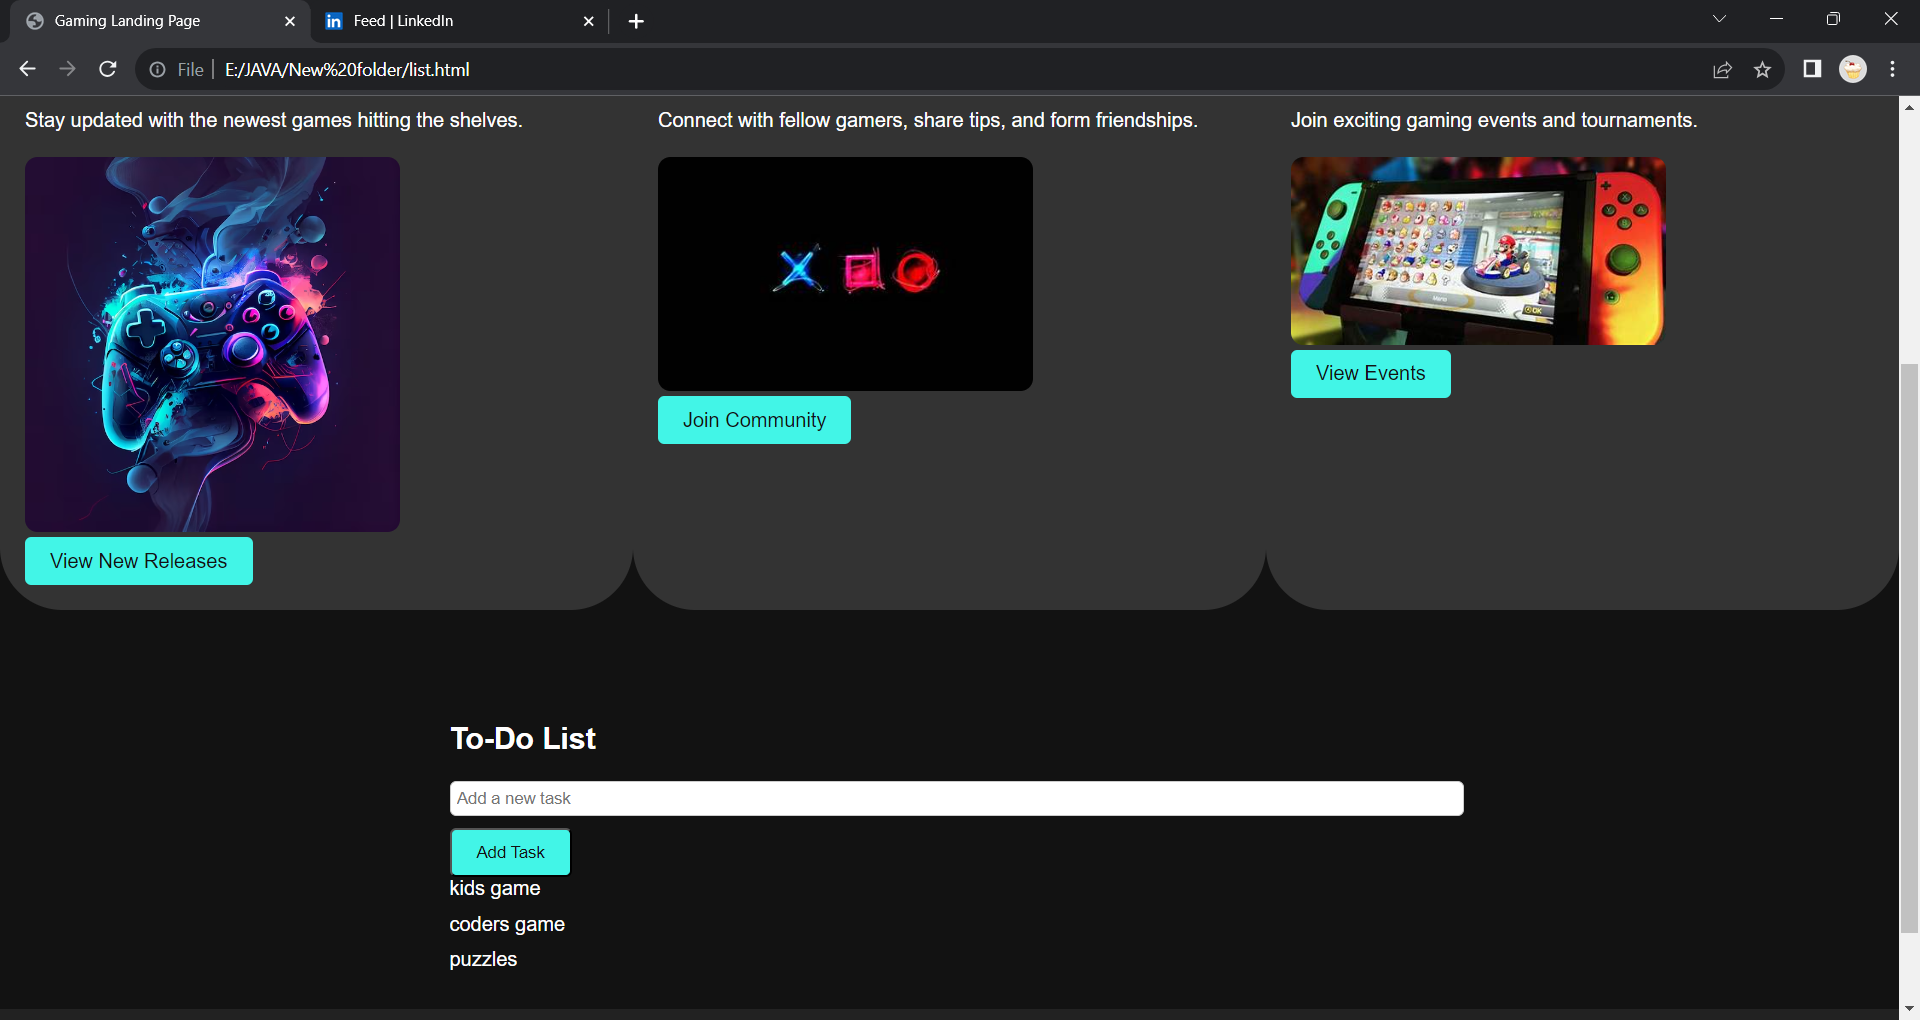 Gaming Landing Page
Feed | LinkedIn
File
E:/JAVA/New%20folder/list.html
Stay updated with the newest games hitting the shelves.
Connect with fellow gamers, share tips, and form friendships.
Join exciting gaming events and tournaments.
Mario
OK
View Events
Join Community
View New Releases
To-Do List
Add a new task
Add Task
kids game
coders game
puzzles